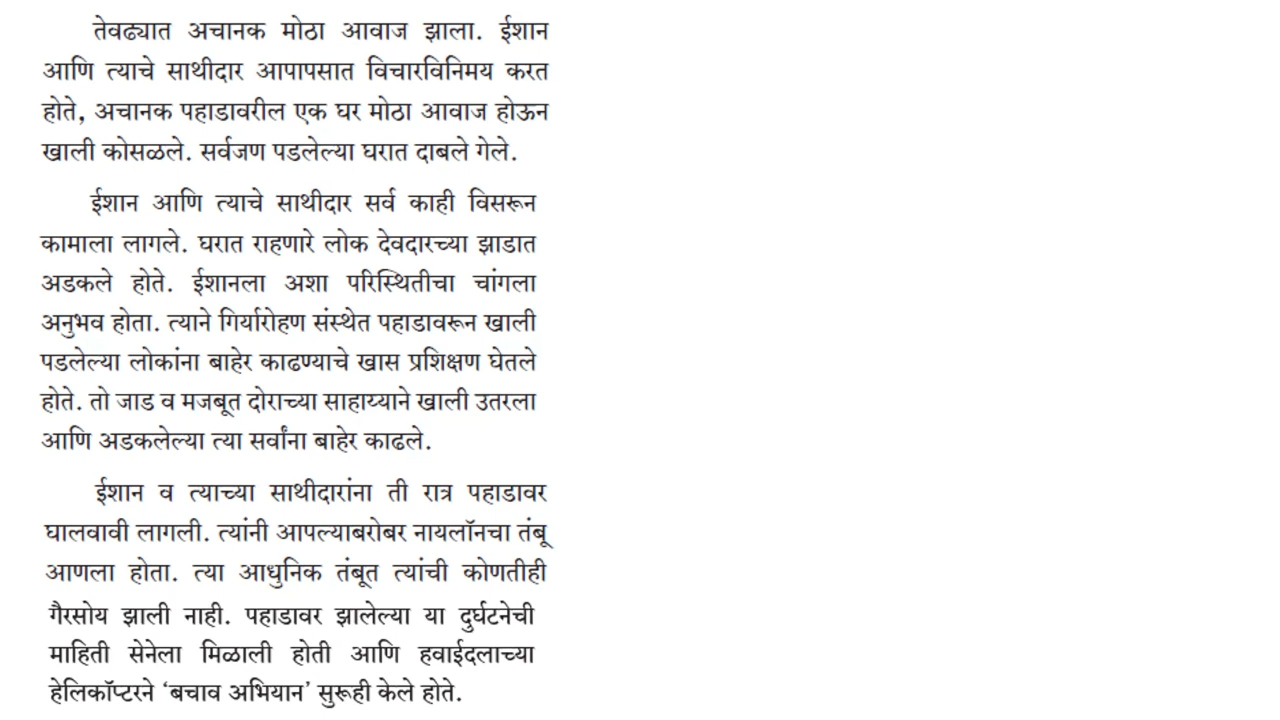 तेवढ्यात अचानक मोठा आवाज झाला. ईशान
आणि त्याचे साथीदार आपापसात विचारविनिमय करत
होते, अचानक पहाडावरील एक घर मोठा आवाज होऊन
खाली कोसळले. सर्वजण पडलेल्या घरात दाबले गेले.
ईशान आणि त्याचे साथीदार सर्व काही विसरून
कामाला लागले. घरात राहणारे लोक देवदारच्या झाडात
अडकले होते. ईशानला अशा परिस्थितीचा चांगला
अनुभव होता. त्याने गिर्यारोहण संस्थेत पहाडावरून खाली
पडलेल्या लोकांना बाहेर काढण्याचे खास प्रशिक्षण घेतले
होते. तो जाड व मजबूत दोराच्या साहाय्याने खाली उतरला
आणि अडकलेल्या त्या सर्वांना बाहेर काढले.
ईशान व त्याच्या साथीदारांना ती रात्र पहाडावर
घालवावी लागली. त्यांनी आपल्याबरोबर नायलॉनचा तंबू
आणला होता. त्या आधुनिक तंबूत त्यांची कोणतीही
गैरसोय झाली नाही. पहाडावर झालेल्या या दुर्घटनेची
माहिती सेनेला मिळाली होती आणि हवाईदलाच्या
हेलिकॉप्टरने ‘बचाव अभियान’ सुरूही केले होते.